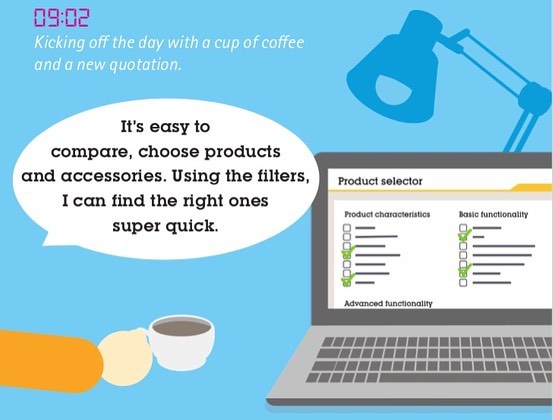 09:02
Kicking off the day with a cup of coffee
and a new quotation.
It's easy to
compare, choose products
and accessories. Using the filters,
I can find the right ones
super quick.
Product selector
Product characteristics
Basic functionality
Advanced functionality